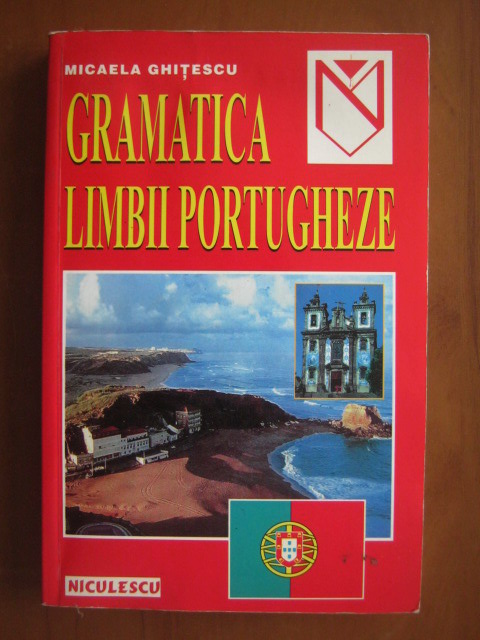 MICAELA GHIȚESCU
GRAMATICA
LIMBII PORTUGHEZE
NICULESCU